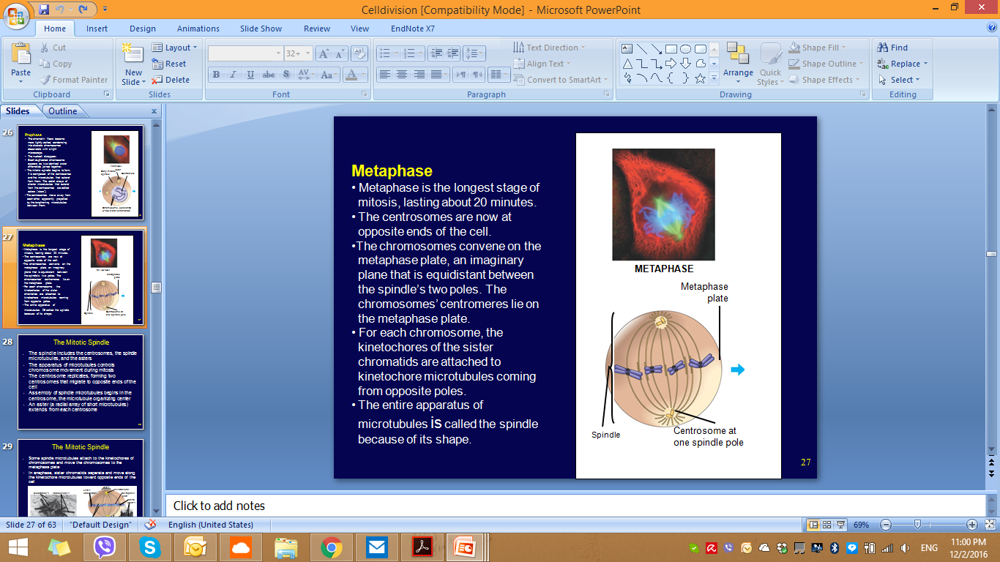 Celldivision [Compatibility Mode] - Microsoft PowerPoint
Home Insert Design Animations Slide Show Review View EndNote X7
Paste
Cut
Copy
Format Painter
Clipboard
New
Slide
Layout
Reset
Delete
Slides
32+
B I U abc S AV Aa A
Font
Text Direction
Align Text
Convert to SmartArt
Paragraph
Arrange
Quick
Styles
Shape Fill
Shape Outline
Shape Effects
Drawing
Find
Replace
Select
Editing
Slides Outline x
26
Prophase
27
Metaphase
28
The Mitotic Spindle
The spindle includes the centrosomes, the spindle
microtubules, and the asters
The apparatus of microtubules controls
chromosome movement during mitosis
The centrosome replicates, forming two
centrosomes that migrate to opposite ends of the
cell
Assembly of spindle microtubules begins in the
centrosome, the microtubule organizing center
An aster (a radial array of short microtubules)
extends from each centrosome
29
The Mitotic Spindle
Some spindle microtubules attach to the kinetochores of
chromosomes and move the chromosomes to the
metaphase plate
In anaphase, sister chromatids separate and move along
the kinetochore microtubules toward opposite ends of the
cell
Metaphase
• Metaphase is the longest stage of
mitosis, lasting about 20 minutes.
• The centrosomes are now at
opposite ends of the cell.
•The chromosomes convene on the
metaphase plate, an imaginary
plane that is equidistant between
the spindle's two poles. The
chromosomes' centromeres lie on
the metaphase plate.
• For each chromosome, the
kinetochores of the sister
chromatids are attached to
kinetochore microtubules coming
from opposite poles.
• The entire apparatus of
microtubules is called the spindle
because of its shape.
METAPHASE
Metaphase
plate
Spindle
Centrosome at
one spindle pole
27
Click to add notes
Slide 27 of 63 "Default Design" English (United States) 69%
ENG
11:00 PM
12/2/2016